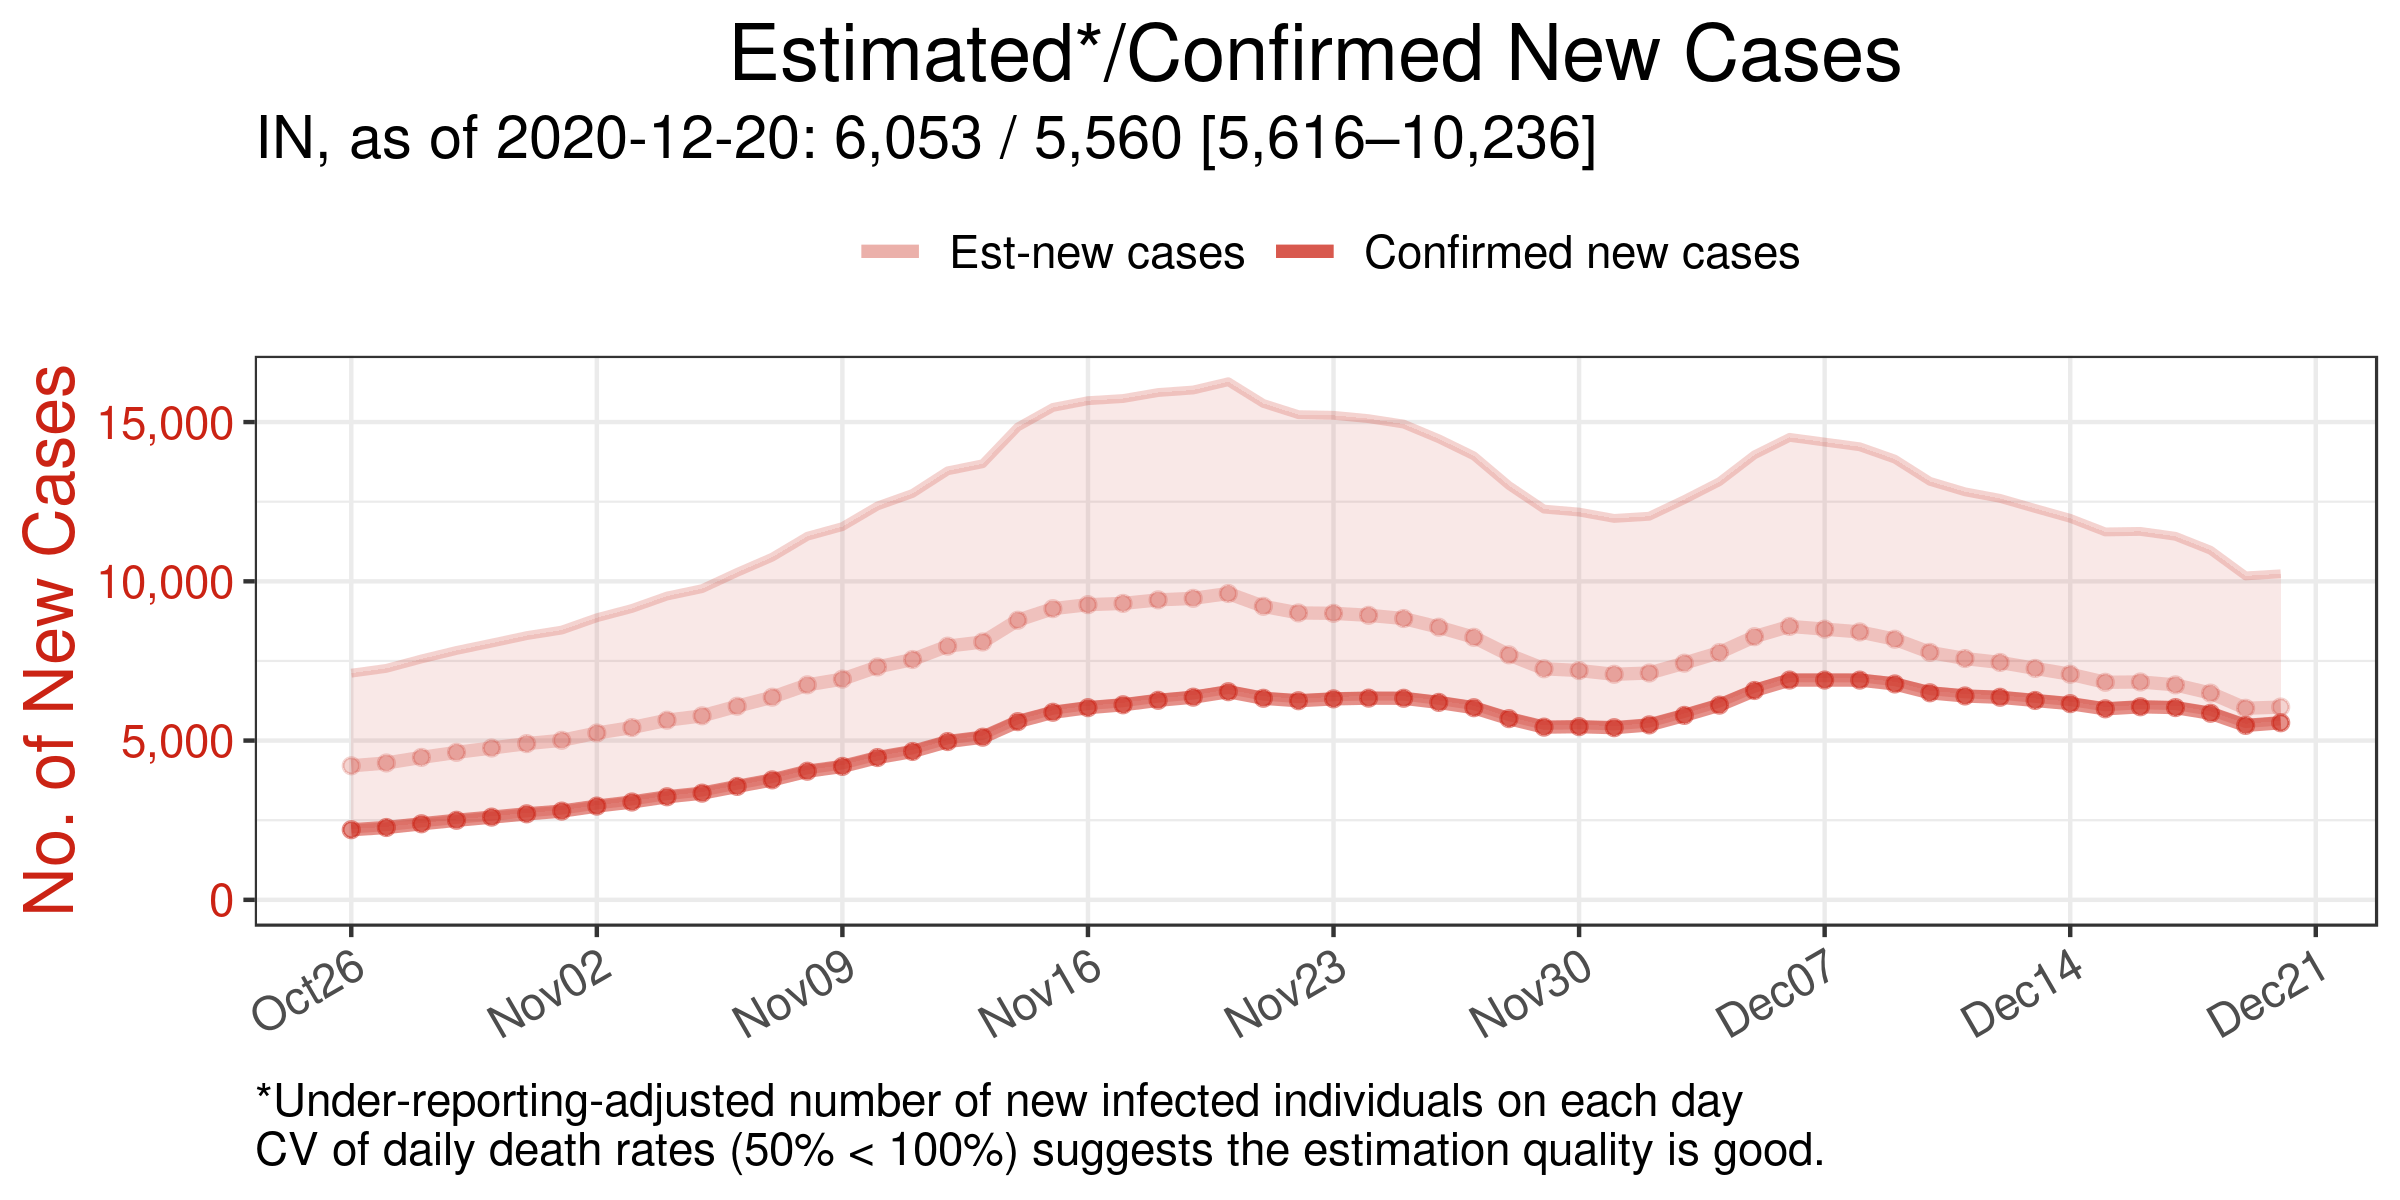 Estimated*/Confirmed New Cases
IN, as of 2020-12-20: 6,053 / 5,560 [5,616–10,236]
Est-new cases Confirmed new cases
No. of New Cases
15,000
10,000
5,000
0
Oct26 Nov02 Nov09 Nov16 Nov23 Nov30 Dec07 Dec14 Dec21
*Under-reporting-adjusted number of new infected individuals on each day
CV of daily death rates (50% < 100%) suggests the estimation quality is good.